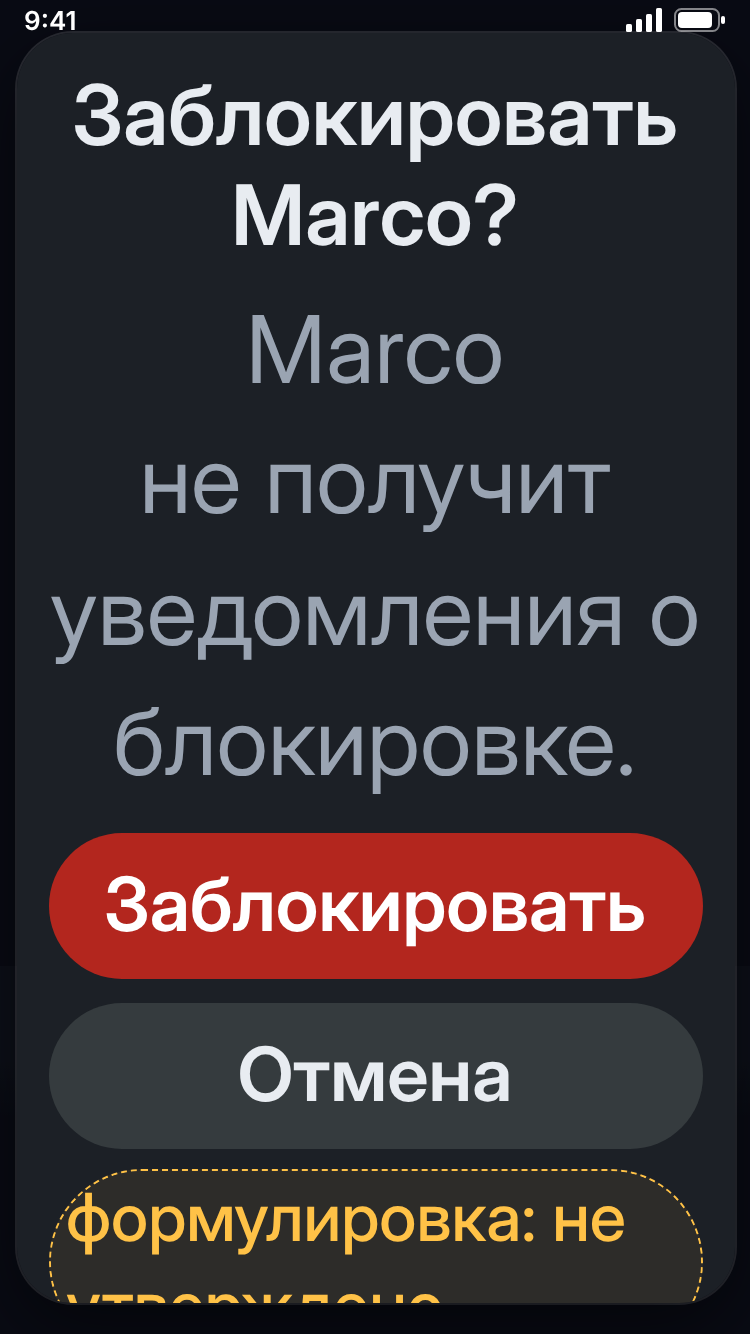 9:41
Заблокировать
Marco?
Marco
не получит
уведомления о
блокировке.
Заблокировать
Отмена
формулировка: не